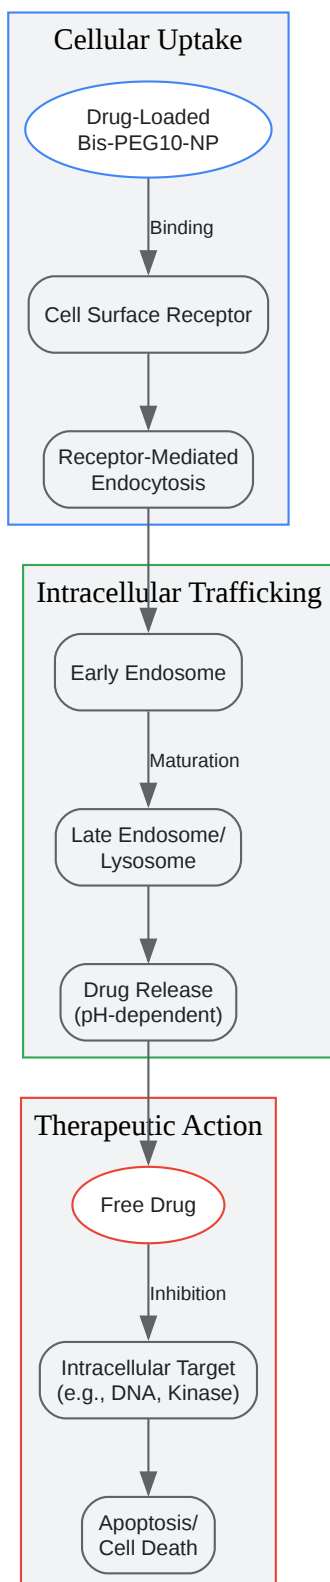 Cellular Uptake
Drug-Loaded
Bis-PEG10-NP
Binding
Cell Surface Receptor
Receptor-Mediated
Endocytosis
Intracellular Trafficking
Early Endosome
Maturation
Late Endosome/
Lysosome
Drug Release
(pH-dependent)
Therapeutic Action
Free Drug
Inhibition
Intracellular Target
(e.g., DNA, Kinase)
Apoptosis/
Cell Death